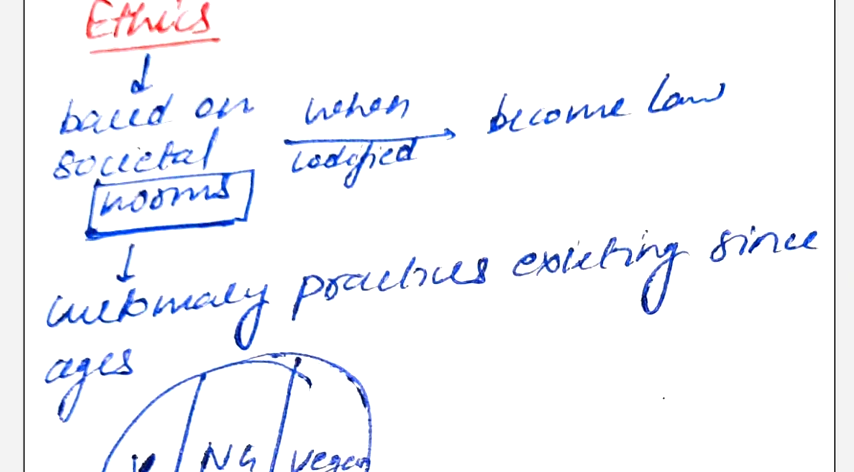 Ethics
based on when become law
societal codified
norms
customary practices existing since
ages
V NG vegan